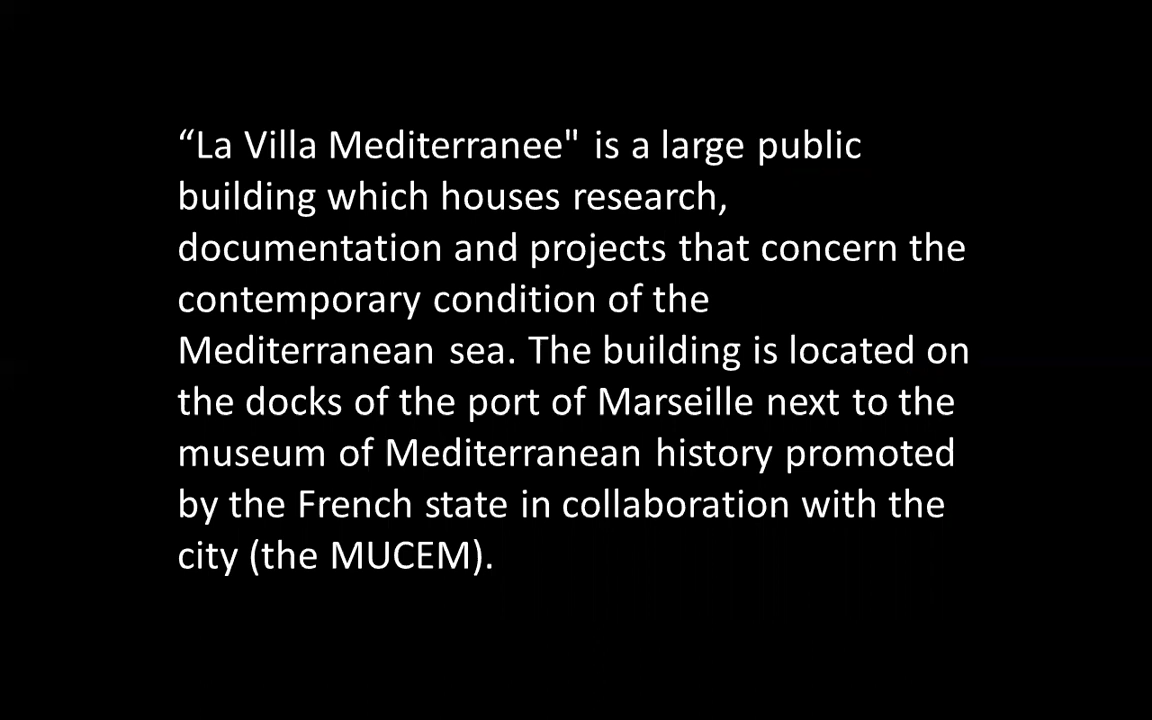 “La Villa Mediterranee" is a large public
building which houses research,
documentation and projects that concern the
contemporary condition of the
Mediterranean sea. The building is located on
the docks of the port of Marseille next to the
museum of Mediterranean history promoted
by the French state in collaboration with the
city (the MUCEM).